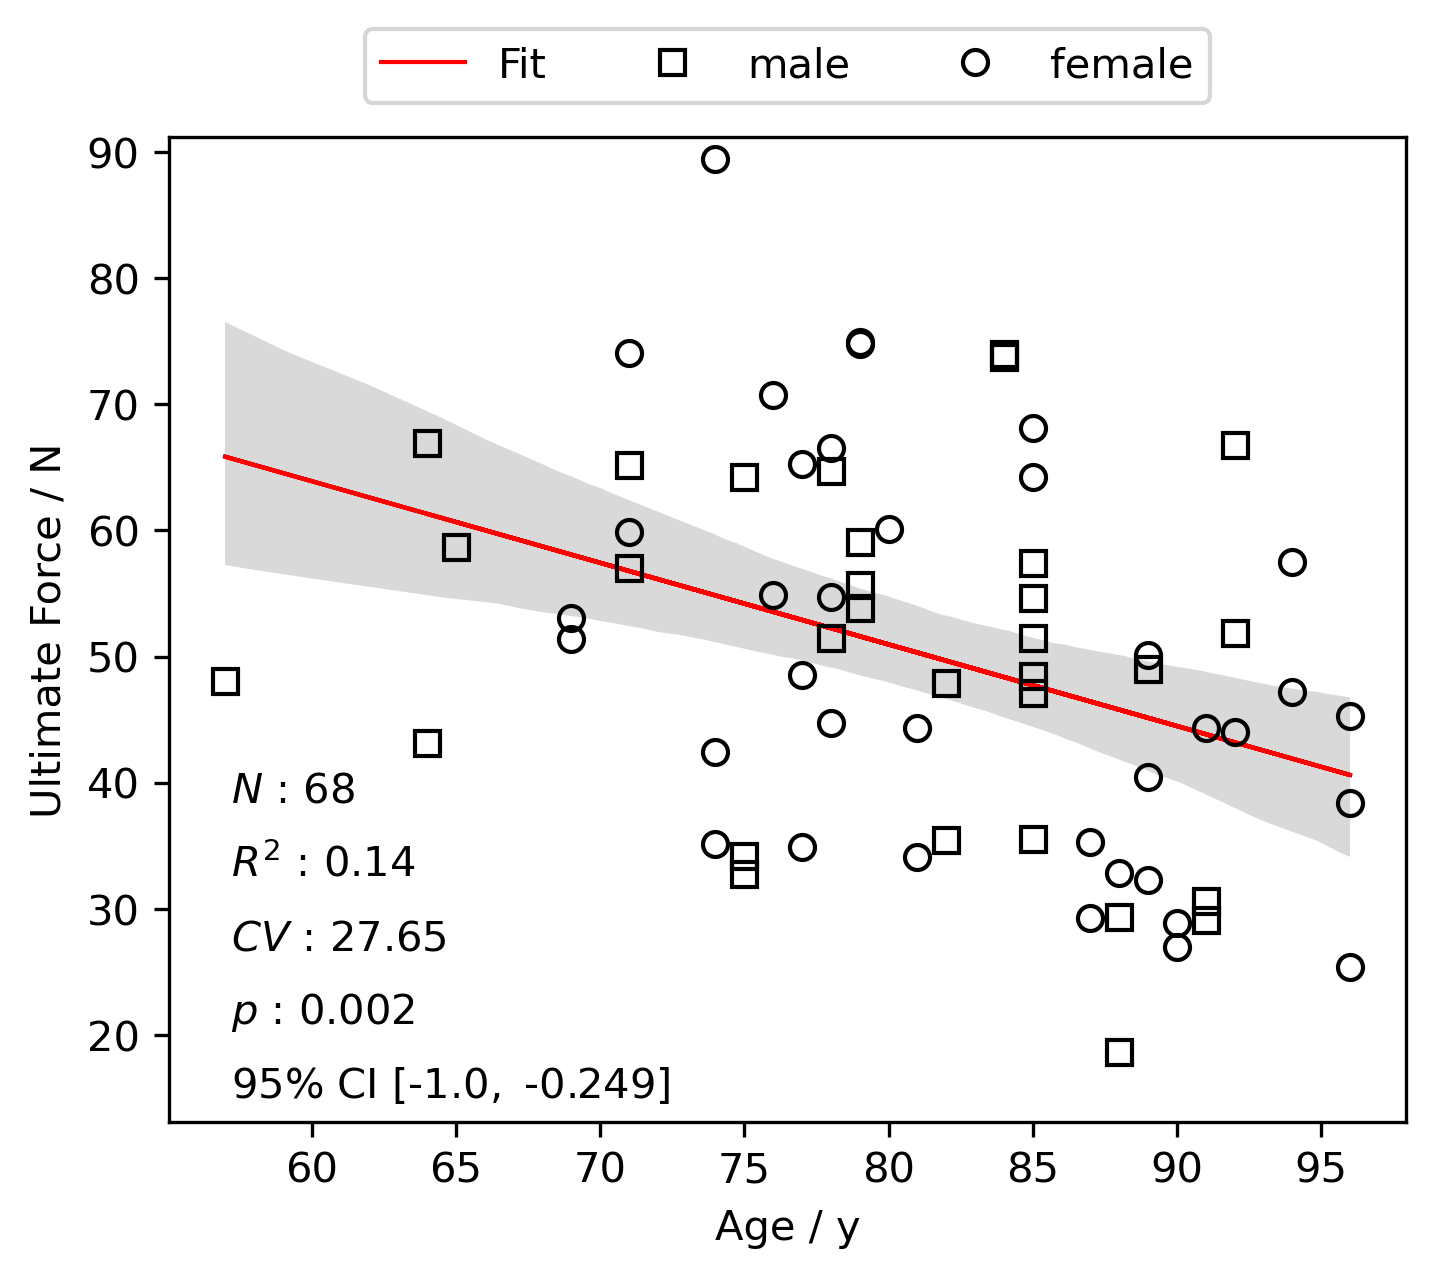 Fit male female
90
80
70
60
50
40
30
20
Ultimate Force / N
N : 68
R² : 0.14
CV : 27.65
p : 0.002
95% CI [-1.0, -0.249]
60 65 70 75 80 85 90 95
Age / y